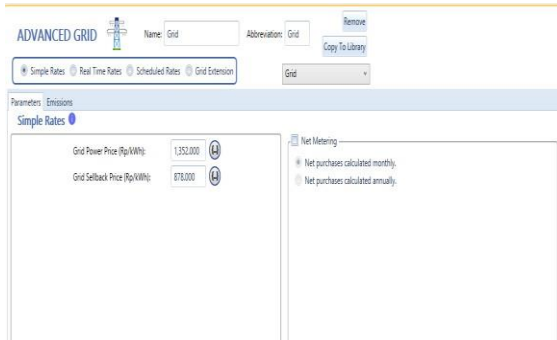 Remove
ADVANCED GRID Name: Grid Abbreviation: Grid
Copy To Library
Simple Rates Real Time Rates Scheduled Rates Grid Extension
Grid
Parameters Emissions
Simple Rates
Grid Power Price (Rp/kWh): 1,352.000
Grid Sellback Price (Rp/kWh): 878.000
Net Metering
Net purchases calculated monthly.
Net purchases calculated annually.